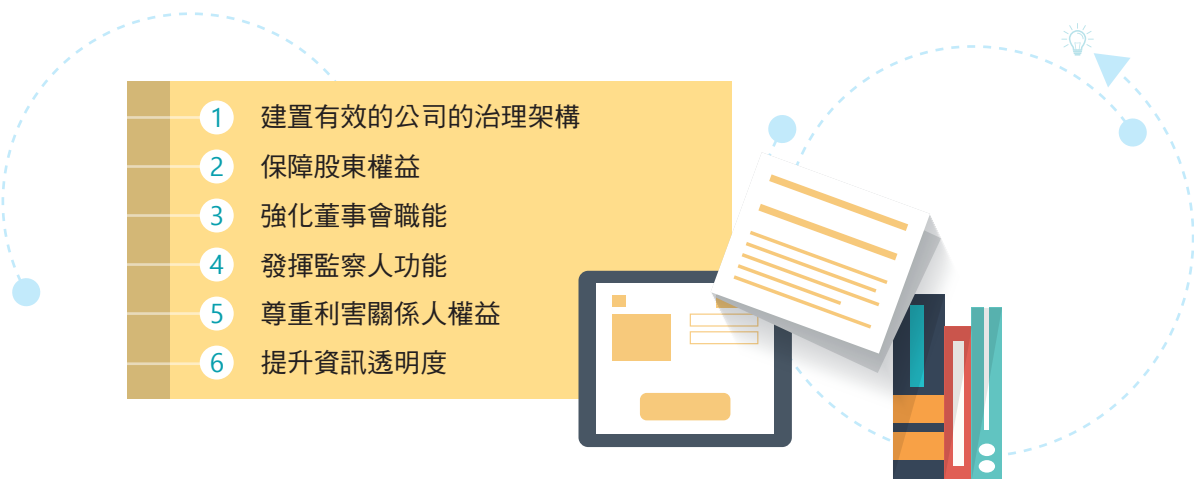 1 建置有效的公司的治理架構
2 保障股東權益
3 強化董事會職能
4 發揮監察人功能
5 尊重利害關係人權益
6 提升資訊透明度